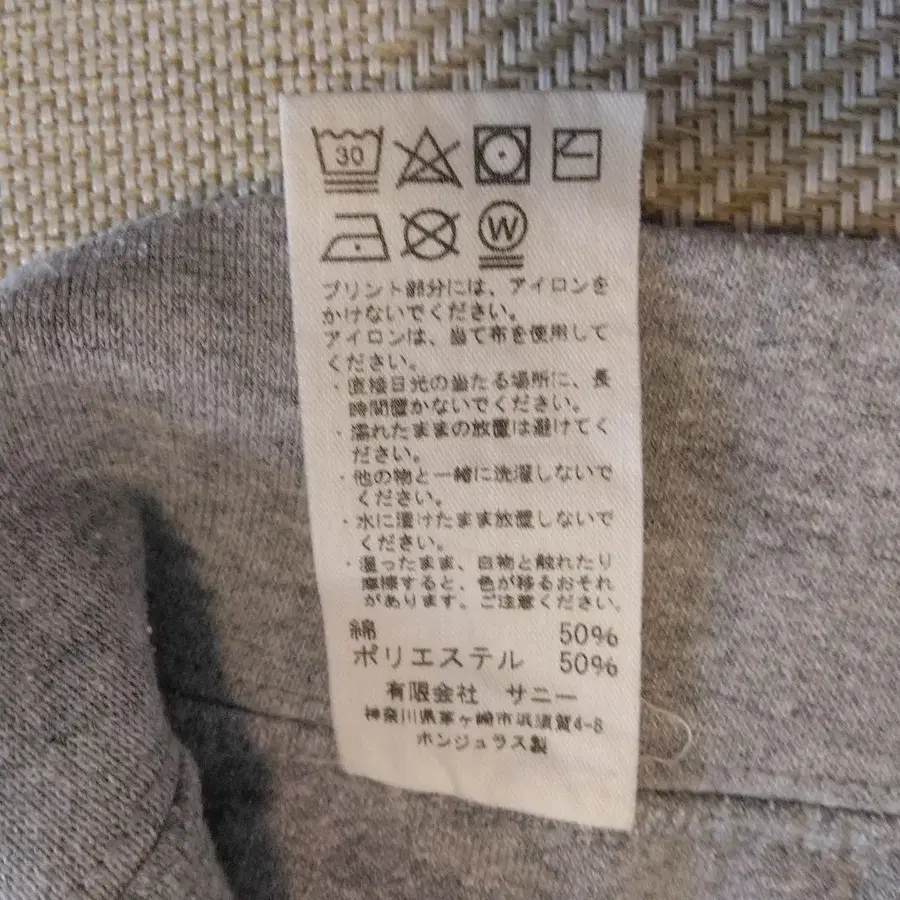 30
W
プリント部分には、アイロンを
かけないでください。
アイロンは、当て布を使用して
ください。
・直接日光の当たる場所に、長
時間置かないでください。
・濡れたままの放置は避けてく
ださい。
・他の物と一緒に洗濯しないで
ください。
・水に漬けたまま放置しないで
ください。
・湿ったまま、白物と触れたり
摩擦すると、色が移るおそれ
があります。ご注意ください。
綿 50%
ポリエステル 50%
有限会社 サニー
神奈川県茅ヶ崎市浜須賀4-8
ホンジュラス製